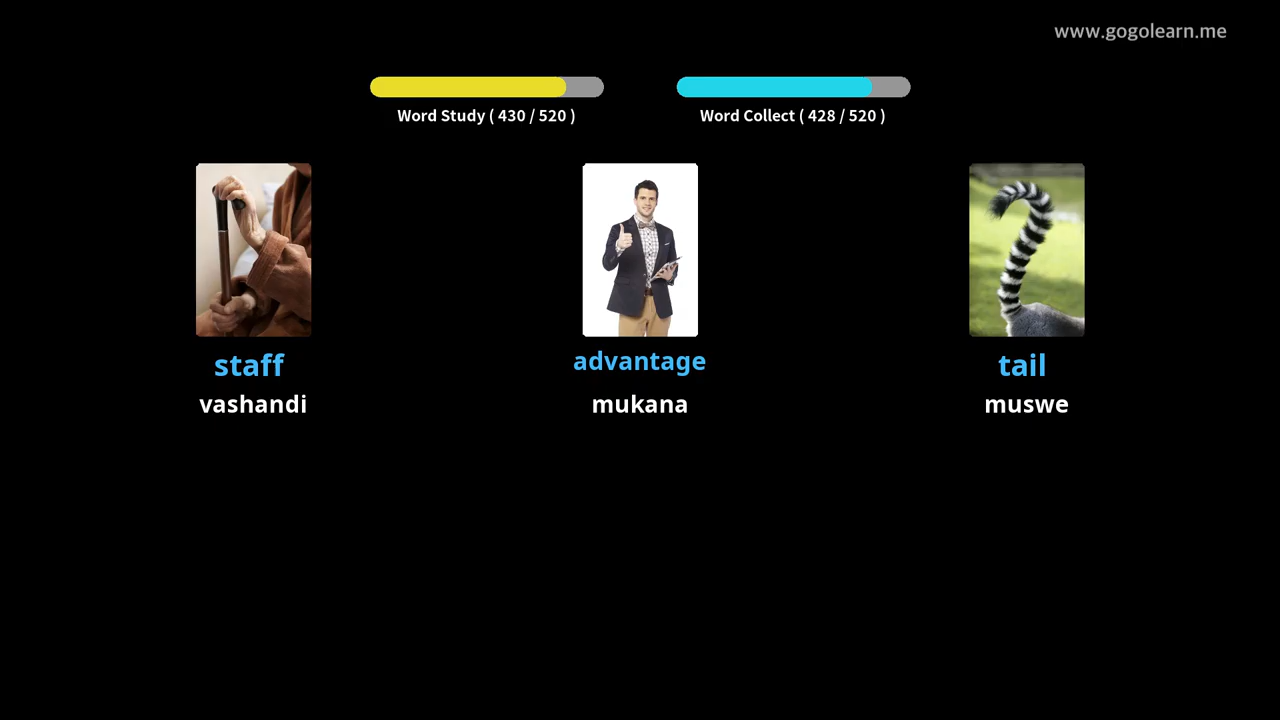 www.gogolearn.me
Word Study ( 430 / 520 )
Word Collect ( 428 / 520 )
staff
vashandi
advantage
mukana
tail
muswe